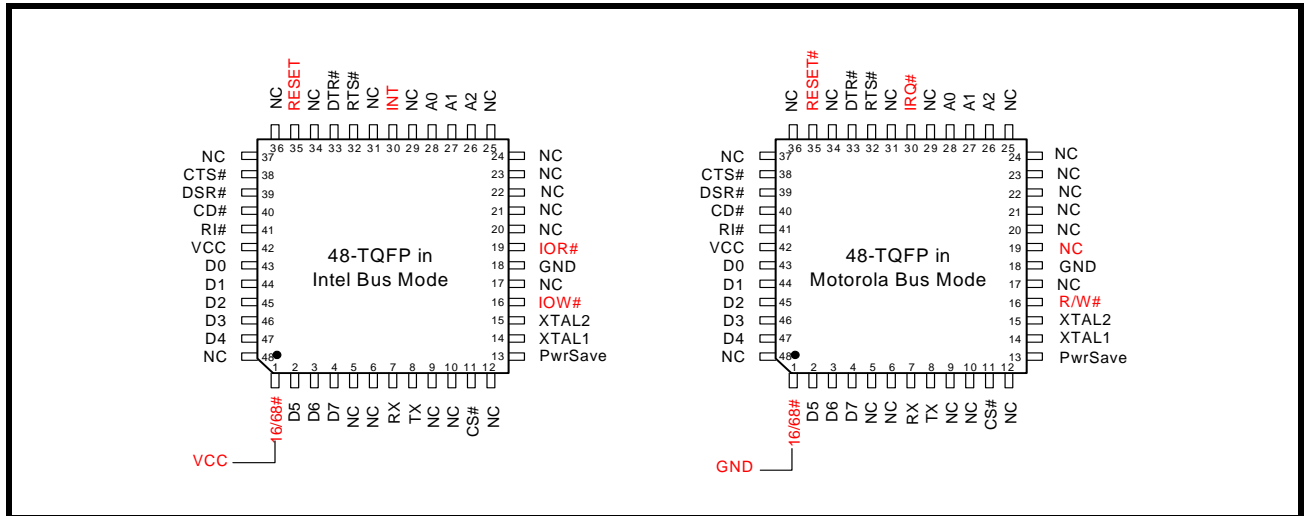 NC RESET NC DTR# RTS# NC INT NC A0 A1 A2 NC
36 35 34 33 32 31 30 29 28 27 26 25
NC 37
CTS# 38
DSR# 39
CD# 40
RI# 41
VCC 42
D0 43
D1 44
D2 45
D3 46
D4 47
NC 48
48-TQFP in
Intel Bus Mode
24 NC
23 NC
22 NC
21 NC
20 NC
19 IOR#
18 GND
17 NC
16 IOW#
15 XTAL2
14 XTAL1
13 PwrSave
1 2 3 4 5 6 7 8 9 10 11 12
16/68# D5 D6 D7 NC NC RX TX NC NC CS# NC
VCC
NC RESET# NC DTR# RTS# NC IRQ# NC A0 A1 A2 NC
36 35 34 33 32 31 30 29 28 27 26 25
NC 37
CTS# 38
DSR# 39
CD# 40
RI# 41
VCC 42
D0 43
D1 44
D2 45
D3 46
D4 47
NC 48
48-TQFP in
Motorola Bus Mode
24 NC
23 NC
22 NC
21 NC
20 NC
19 NC
18 GND
17 NC
16 R/W#
15 XTAL2
14 XTAL1
13 PwrSave
1 2 3 4 5 6 7 8 9 10 11 12
16/68# D5 D6 D7 NC NC RX TX NC NC CS# NC
GND